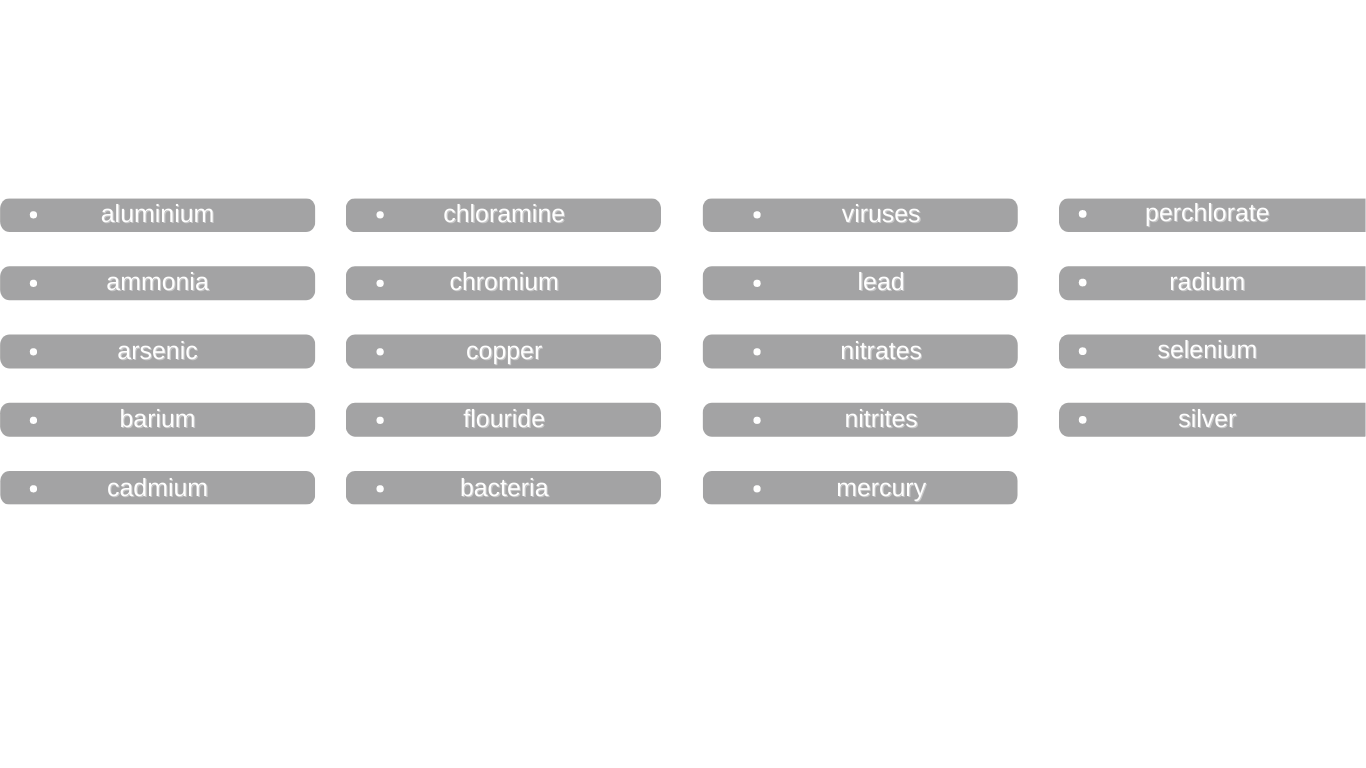 • aluminium
• ammonia
• arsenic
• barium
• cadmium
• chloramine
• chromium
• copper
• flouride
• bacteria
• viruses
• lead
• nitrates
• nitrites
• mercury
• perchlorate
• radium
• selenium
• silver